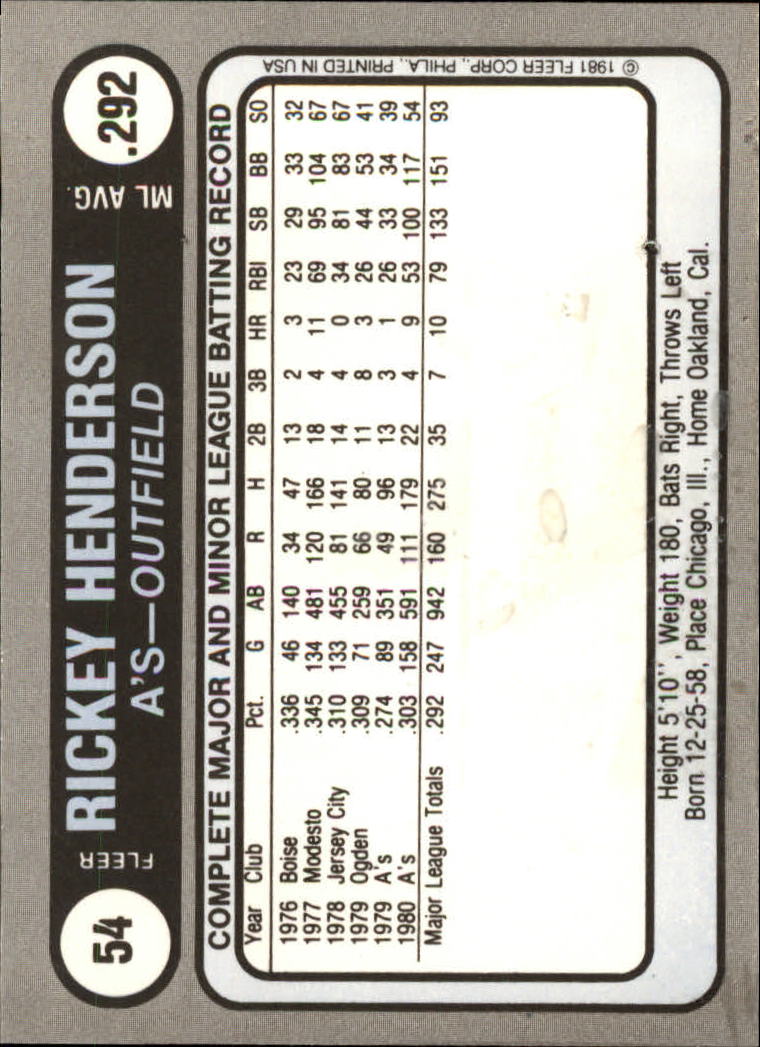 54 FLEER RICKEY HENDERSON ML AVG. .292
A'S—OUTFIELD
COMPLETE MAJOR AND MINOR LEAGUE BATTING RECORD
Year Club Pct. G AB R H 2B 3B HR RBI SB BB SO
1976 Boise .336 46 140 34 47 13 2 3 23 29 33 32
1977 Modesto .345 134 481 120 166 18 4 11 69 95 104 67
1978 Jersey City .310 133 455 81 141 14 4 0 34 81 83 67
1979 Ogden .309 71 259 66 80 11 8 3 26 44 53 41
1979 A's .274 89 351 49 96 13 3 1 26 33 34 39
1980 A's .303 158 591 111 179 22 4 9 53 100 117 54
Major League Totals .292 247 942 160 275 35 7 10 79 133 151 93
Height 5'10'', Weight 180, Bats Right, Throws Left
Born 12-25-58, Place Chicago, Ill., Home Oakland, Cal.
© 1981 FLEER CORP., PHILA., PRINTED IN USA